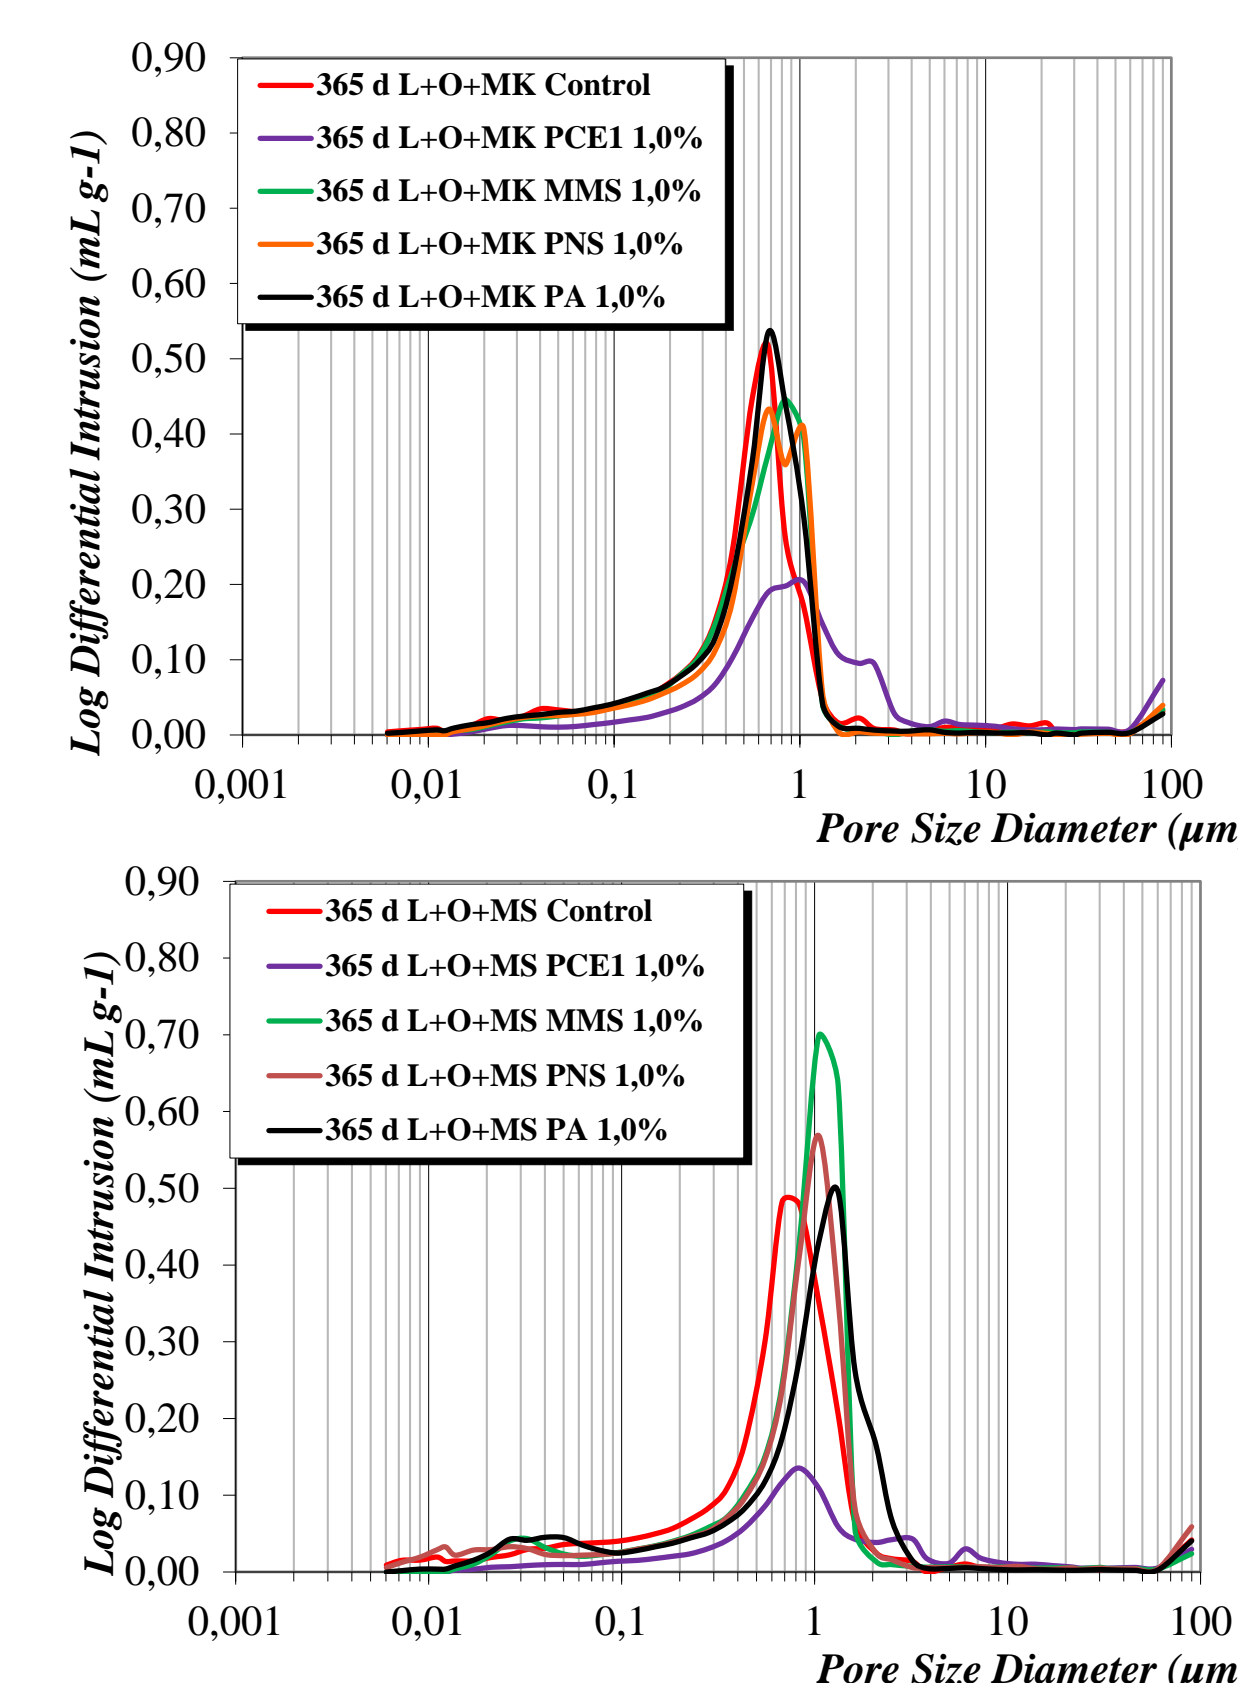 Log Differential Intrusion (mL g-1)
0,90
0,80
0,70
0,60
0,50
0,40
0,30
0,20
0,10
0,00
365 d L+O+MK Control
365 d L+O+MK PCE1 1,0%
365 d L+O+MK MMS 1,0%
365 d L+O+MK PNS 1,0%
365 d L+O+MK PA 1,0%
0,001 0,01 0,1 1 10 100
Pore Size Diameter (µm
Log Differential Intrusion (mL g-1)
0,90
0,80
0,70
0,60
0,50
0,40
0,30
0,20
0,10
0,00
365 d L+O+MS Control
365 d L+O+MS PCE1 1,0%
365 d L+O+MS MMS 1,0%
365 d L+O+MS PNS 1,0%
365 d L+O+MS PA 1,0%
0,001 0,01 0,1 1 10 100
Pore Size Diameter (µm